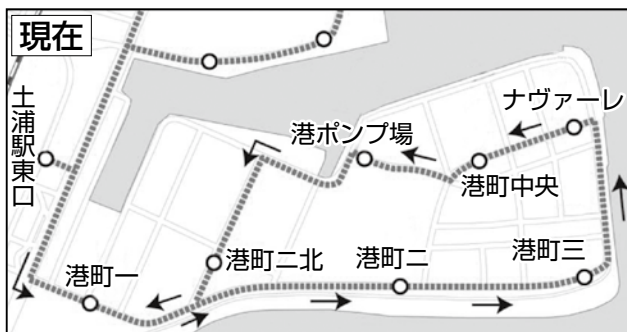 現在
土浦駅東口
ナヴァーレ
港ポンプ場
港町中央
港町一
港町二北
港町二
港町三